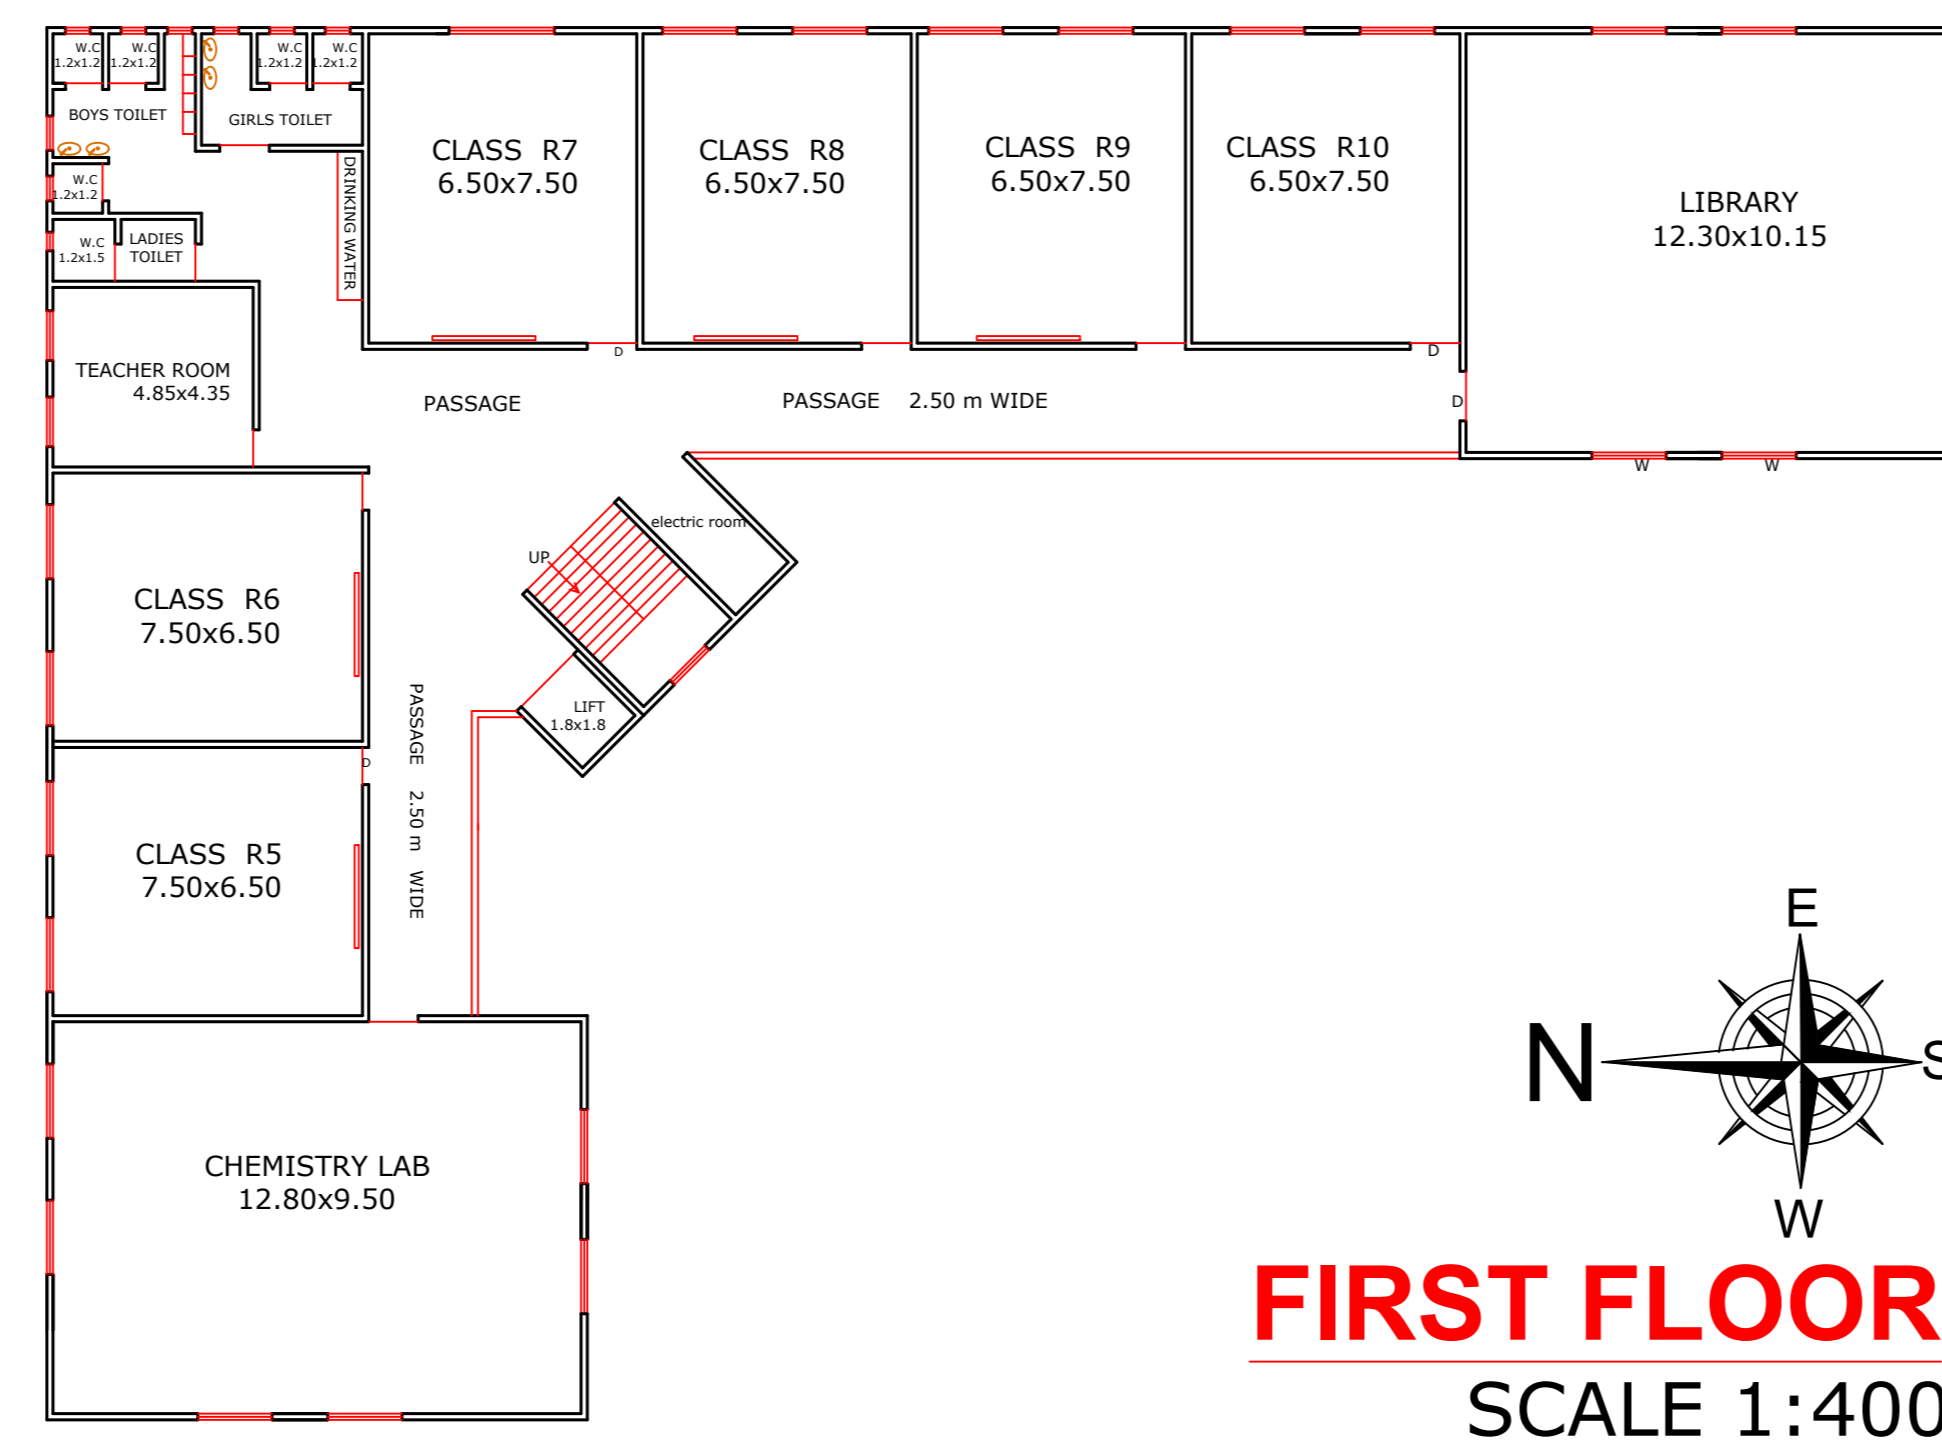 W.C
1.2x1.2
W.C
1.2x1.2
W.C
1.2x1.2
W.C
1.2x1.2
BOYS TOILET
GIRLS TOILET
W.C
1.2x1.2
W.C
1.2x1.5
LADIES
TOILET
DRINKING WATER
CLASS R7
6.50x7.50
CLASS R8
6.50x7.50
CLASS R9
6.50x7.50
CLASS R10
6.50x7.50
LIBRARY
12.30x10.15
D
D
D
W
W
TEACHER ROOM
4.85x4.35
PASSAGE
PASSAGE 2.50 m WIDE
electric room
UP
LIFT
1.8x1.8
CLASS R6
7.50x6.50
PASSAGE 2.50 m WIDE
D
CLASS R5
7.50x6.50
CHEMISTRY LAB
12.80x9.50
E
N
S
W
FIRST FLOOR
SCALE 1:400